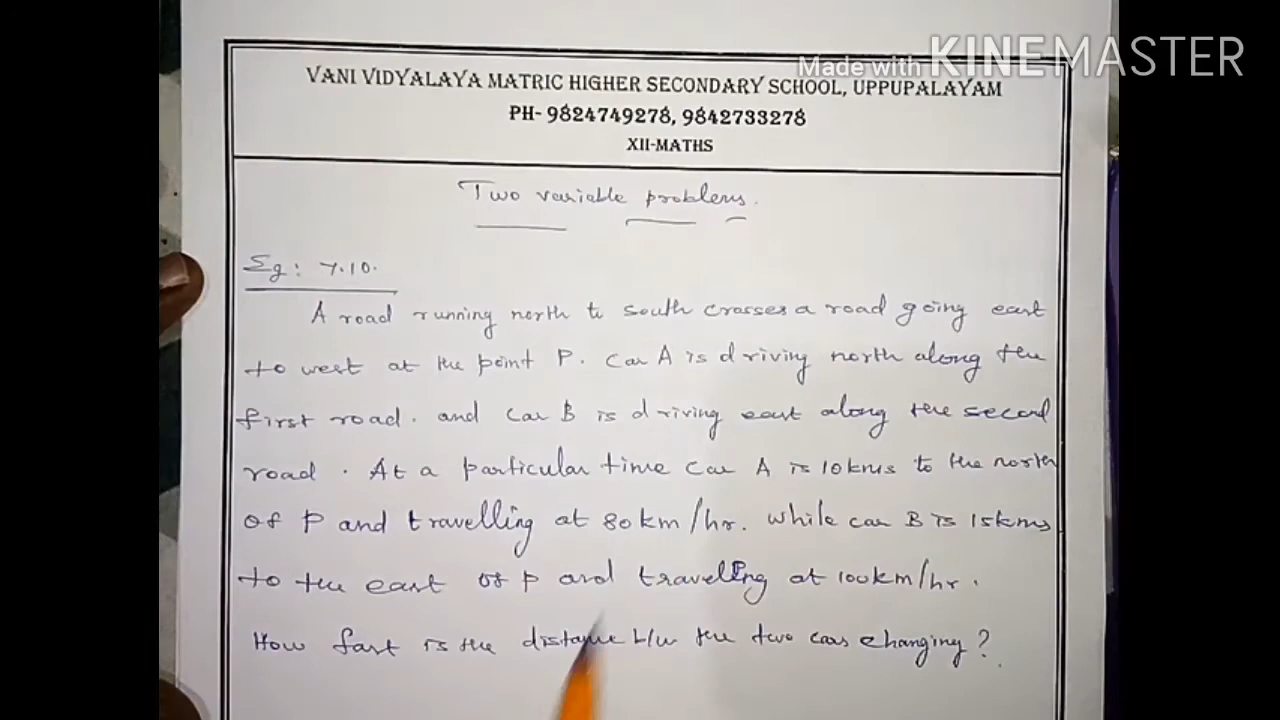 Made with KINEMASTER
VANI VIDYALAYA MATRIC HIGHER SECONDARY SCHOOL, UPPUPALAYAM
PH- 9824749278, 9842733278
XII-MATHS
Two variable problems.
Eg: 7.10.
A road running north to south crosses a road going east
to west at the point P. Car A is driving north along the
first road. and Car B is driving east along the second
road. At a particular time car A is 10kms to the north
of P and travelling at 80km/hr. while car B is 15kms
to the east of P and traveling at 100km/hr.
How fast is the distance b/w the two cars changing?